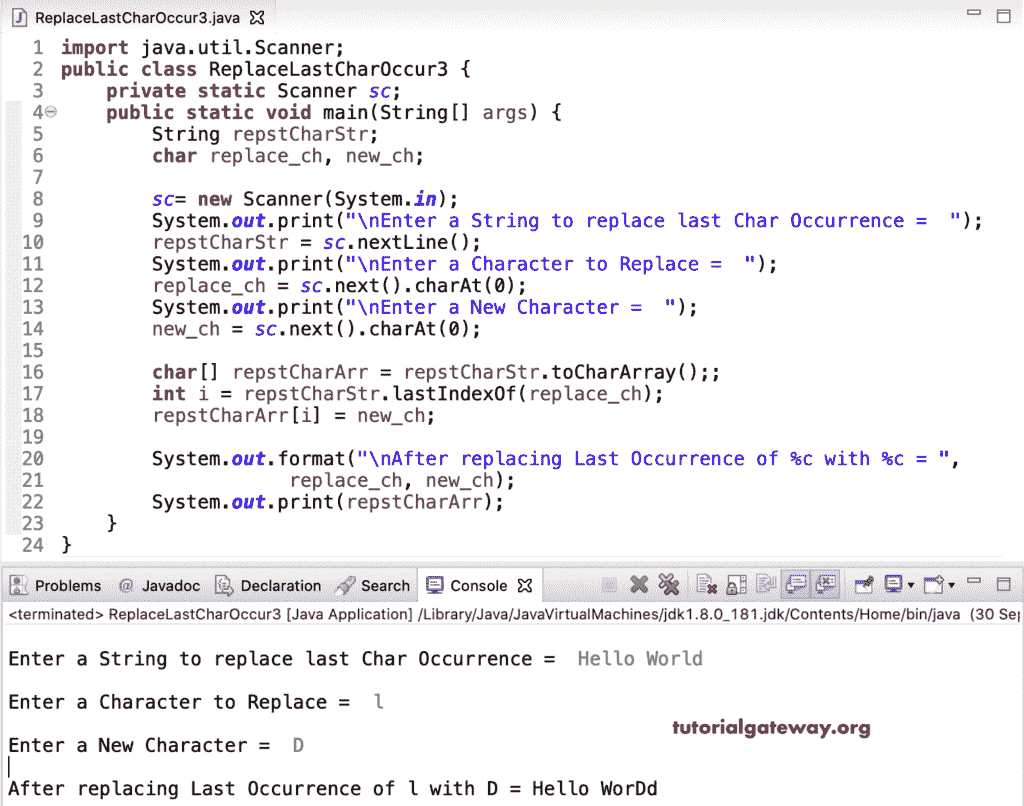 ReplaceLastCharOccur3.java
1 import java.util.Scanner;
2 public class ReplaceLastCharOccur3 {
3     private static Scanner sc;
4     public static void main(String[] args) {
5         String repstCharStr;
6         char replace_ch, new_ch;
7
8         sc= new Scanner(System.in);
9         System.out.print("\nEnter a String to replace last Char Occurrence =  ");
10         repstCharStr = sc.nextLine();
11         System.out.print("\nEnter a Character to Replace =  ");
12         replace_ch = sc.next().charAt(0);
13         System.out.print("\nEnter a New Character =  ");
14         new_ch = sc.next().charAt(0);
15
16         char[] repstCharArr = repstCharStr.toCharArray();;
17         int i = repstCharStr.lastIndexOf(replace_ch);
18         repstCharArr[i] = new_ch;
19
20         System.out.format("\nAfter replacing Last Occurrence of %c with %c = ",
21                     replace_ch, new_ch);
22         System.out.print(repstCharArr);
23     }
24 }
Problems @ Javadoc Declaration Search Console
<terminated> ReplaceLastCharOccur3 [Java Application] /Library/Java/JavaVirtualMachines/jdk1.8.0_181.jdk/Contents/Home/bin/java (30 Sep
Enter a String to replace last Char Occurrence =  Hello World
Enter a Character to Replace =  l
tutorialgateway.org
Enter a New Character =  D
After replacing Last Occurrence of l with D = Hello WorDd